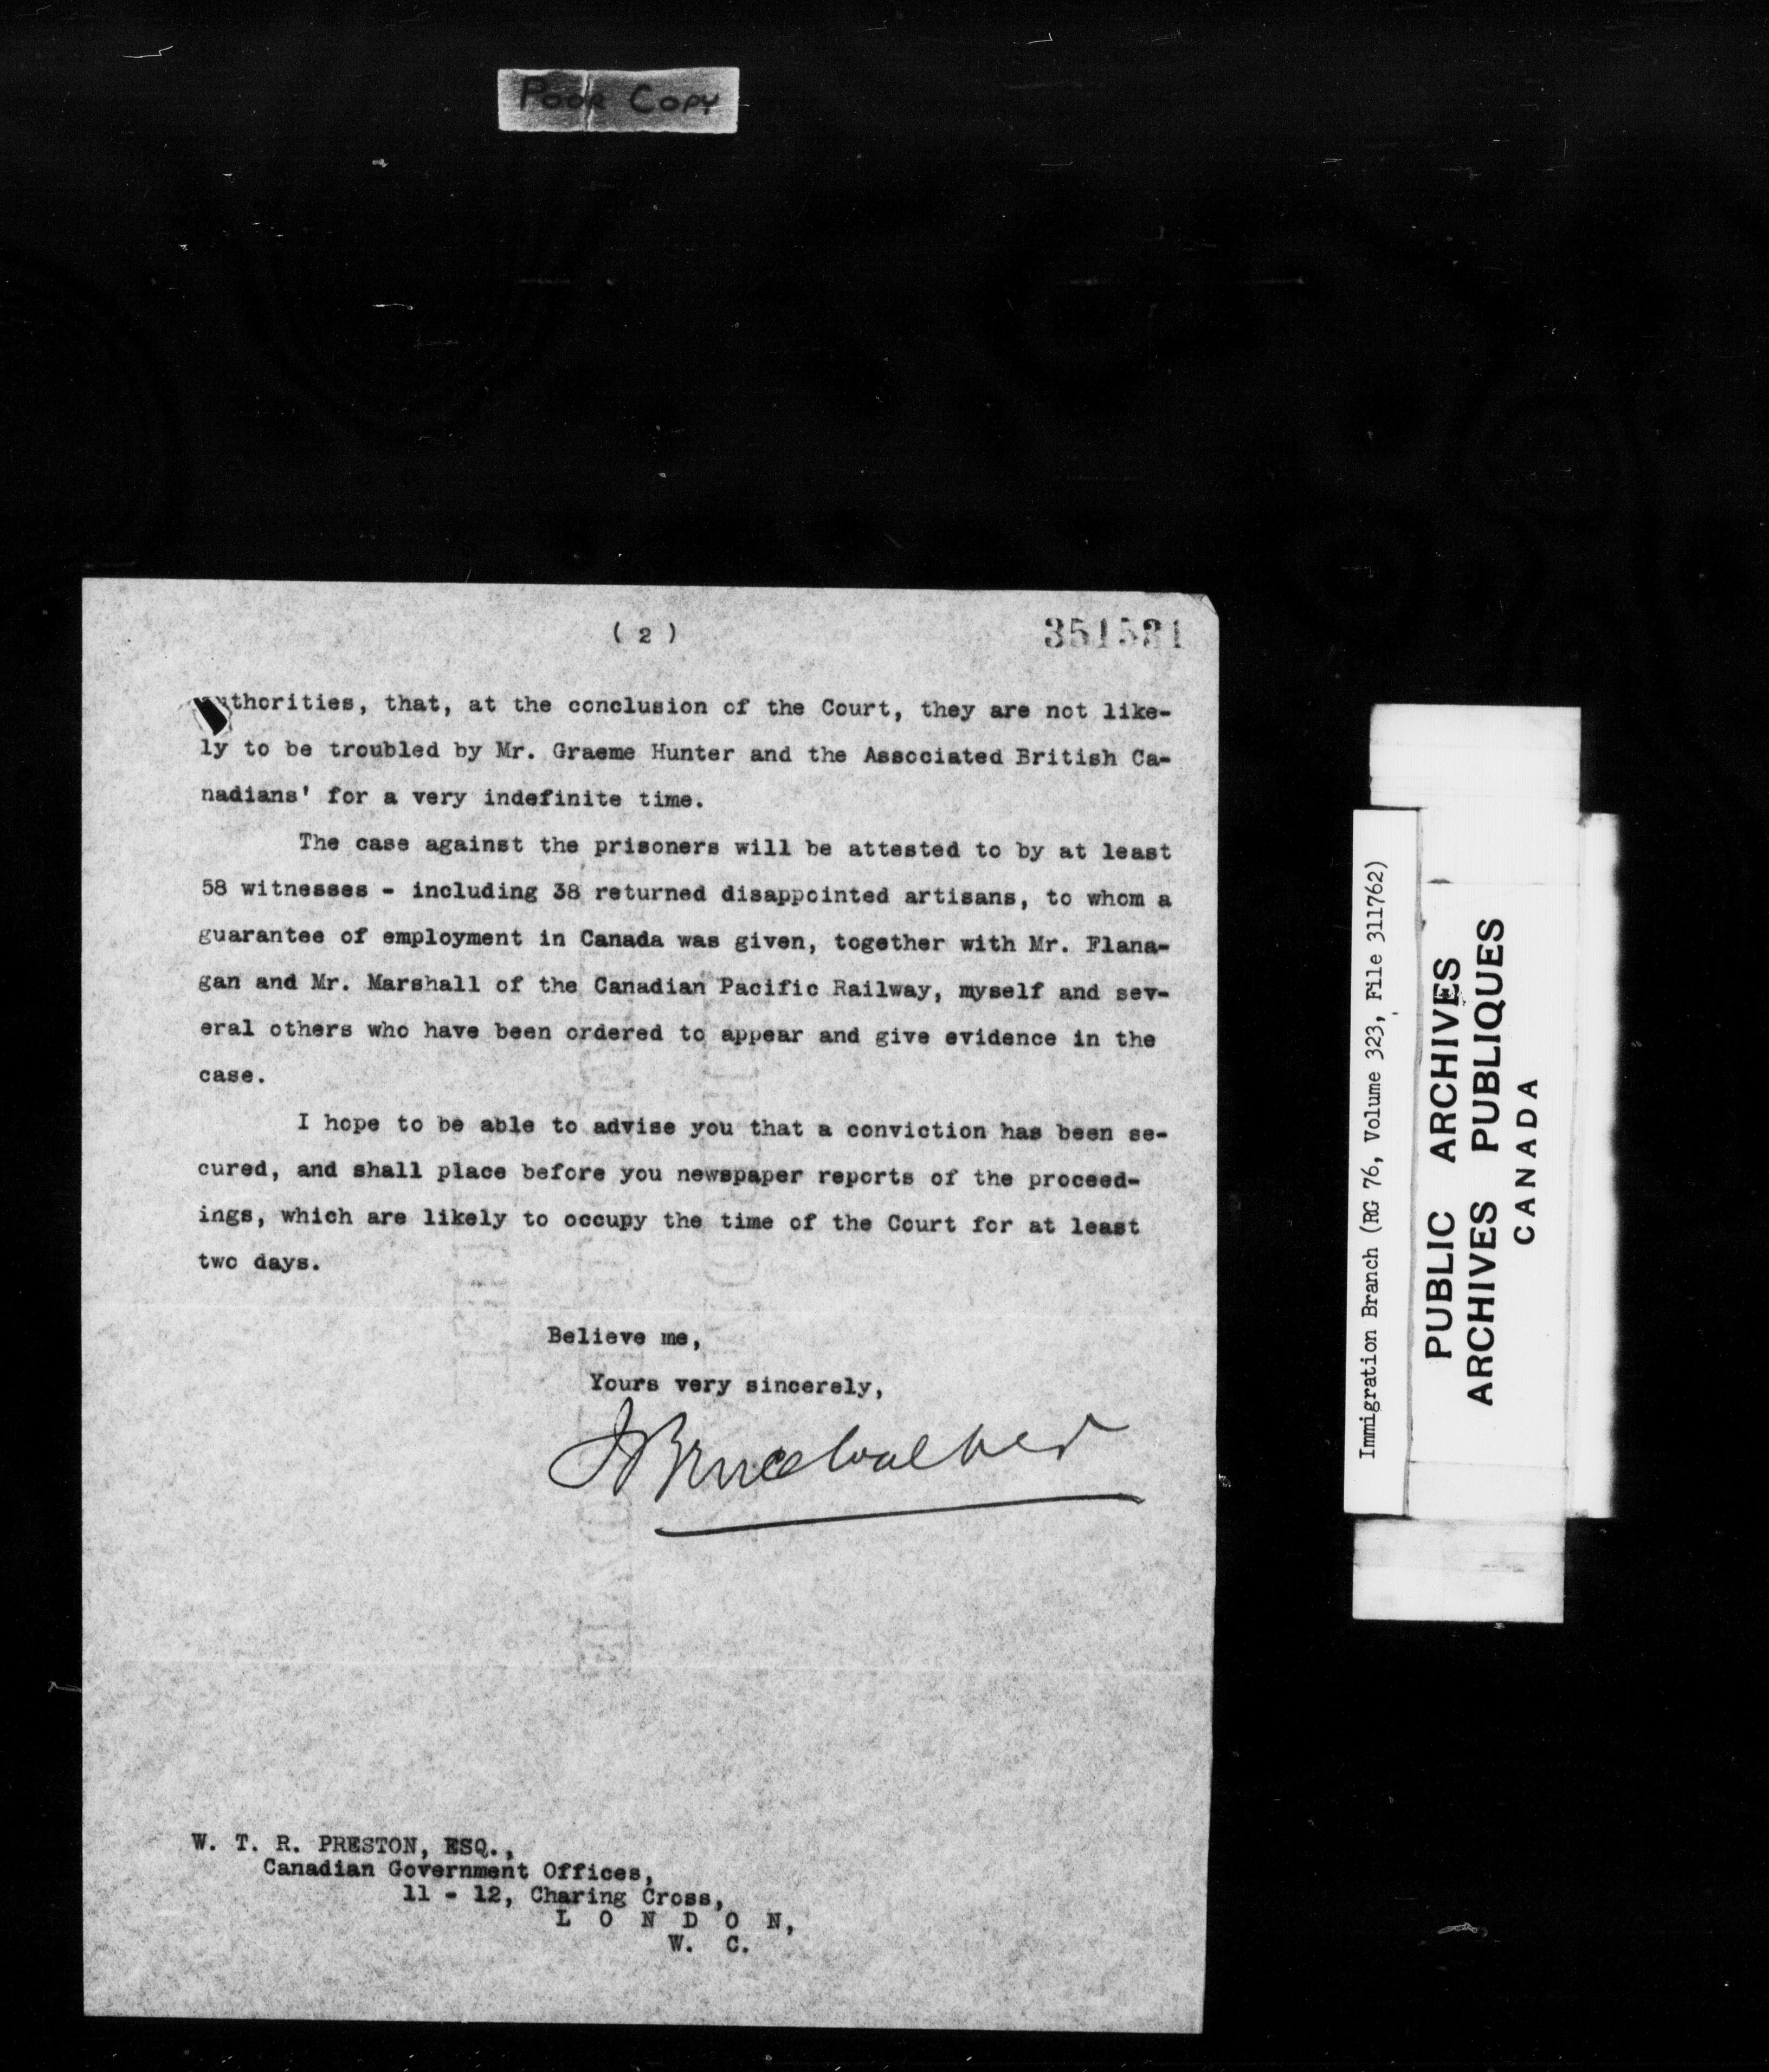 Poor Copy
( 2 )
351531
authorities, that, at the conclusion of the Court, they are not like-
ly to be troubled by Mr. Graeme Hunter and the Associated British Ca-
nadians' for a very indefinite time.
The case against the prisoners will be attested to by at least
58 witnesses - including 38 returned disappointed artisans, to whom a
guarantee of employment in Canada was given, together with Mr. Flana-
gan and Mr. Marshall of the Canadian Pacific Railway, myself and sev-
eral others who have been ordered to appear and give evidence in the
case.
I hope to be able to advise you that a conviction has been se-
cured, and shall place before you newspaper reports of the proceed-
ings, which are likely to occupy the time of the Court for at least
two days.
Believe me,
Yours very sincerely,
J Bruce Walker
W. T. R. PRESTON, ESQ.,
Canadian Government Offices,
11 - 12, Charing Cross,
L O N D O N,
W. C.
Immigration Branch (RG 76, Volume 323, File 311762)
PUBLIC ARCHIVES
ARCHIVES PUBLIQUES
CANADA